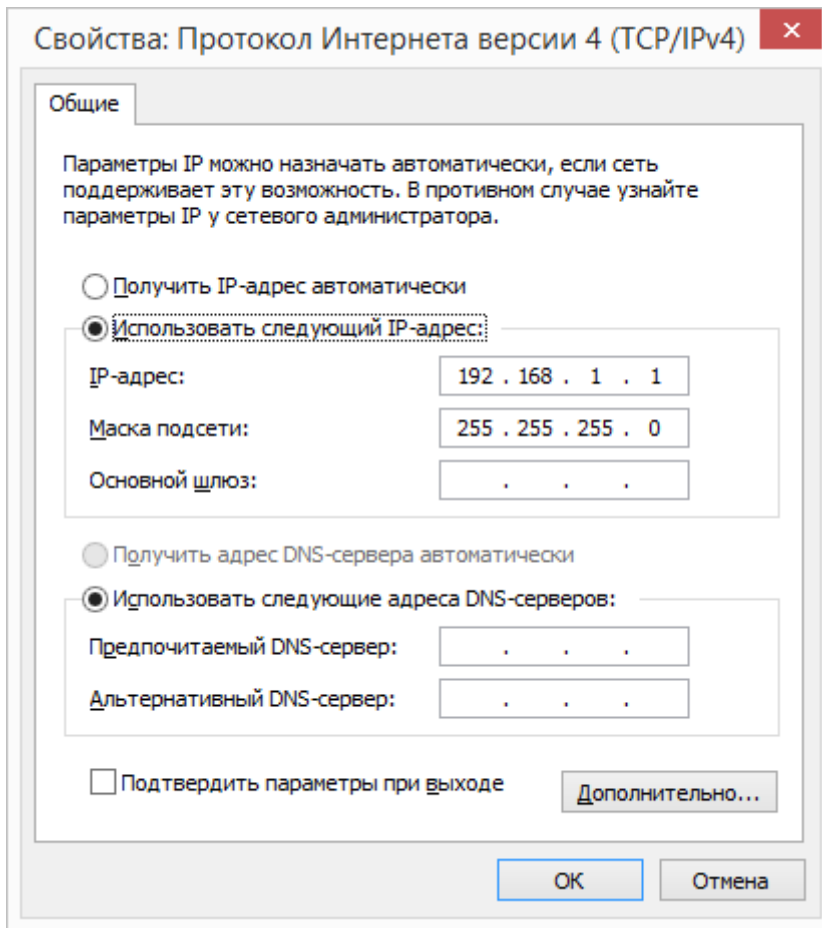 Свойства: Протокол Интернета версии 4 (TCP/IPv4)
Общие
Параметры IP можно назначать автоматически, если сеть
поддерживает эту возможность. В противном случае узнайте
параметры IP у сетевого администратора.
Получить IP-адрес автоматически
Использовать следующий IP-адрес:
IP-адрес: 192 . 168 . 1 . 1
Маска подсети: 255 . 255 . 255 . 0
Основной шлюз: . . .
Получить адрес DNS-сервера автоматически
Использовать следующие адреса DNS-серверов:
Предпочитаемый DNS-сервер: . . .
Альтернативный DNS-сервер: . . .
Подтвердить параметры при выходе
Дополнительно...
ОК Отмена